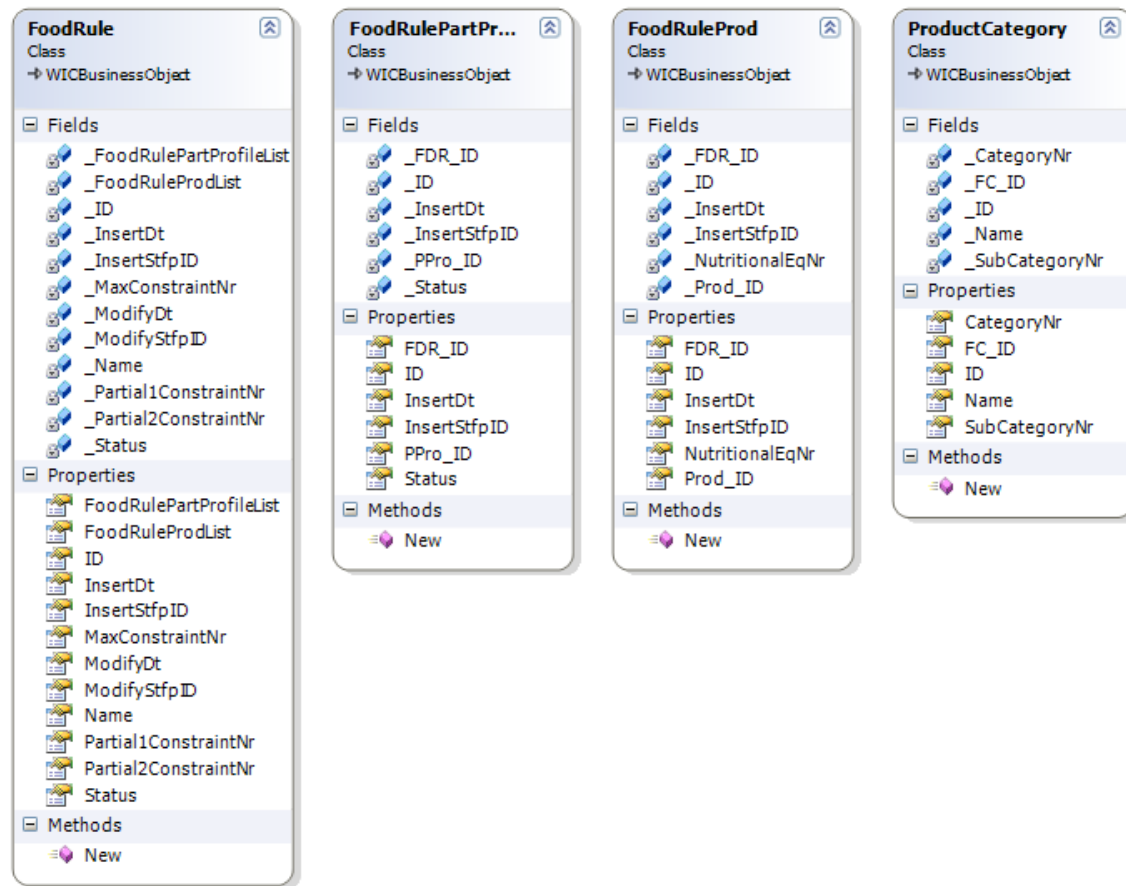 FoodRule
Class
WICBusinessObject
Fields
_FoodRulePartProfileList
_FoodRuleProdList
_ID
_InsertDt
_InsertStfpID
_MaxConstraintNr
_ModifyDt
_ModifyStfpID
_Name
_Partial1ConstraintNr
_Partial2ConstraintNr
_Status
Properties
FoodRulePartProfileList
FoodRuleProdList
ID
InsertDt
InsertStfpID
MaxConstraintNr
ModifyDt
ModifyStfpID
Name
Partial1ConstraintNr
Partial2ConstraintNr
Status
Methods
New
FoodRulePartPr...
Class
WICBusinessObject
Fields
_FDR_ID
_ID
_InsertDt
_InsertStfpID
_PPro_ID
_Status
Properties
FDR_ID
ID
InsertDt
InsertStfpID
PPro_ID
Status
Methods
New
FoodRuleProd
Class
WICBusinessObject
Fields
_FDR_ID
_ID
_InsertDt
_InsertStfpID
_NutritionalEqNr
_Prod_ID
Properties
FDR_ID
ID
InsertDt
InsertStfpID
NutritionalEqNr
Prod_ID
Methods
New
ProductCategory
Class
WICBusinessObject
Fields
_CategoryNr
_FC_ID
_ID
_Name
_SubCategoryNr
Properties
CategoryNr
FC_ID
ID
Name
SubCategoryNr
Methods
New